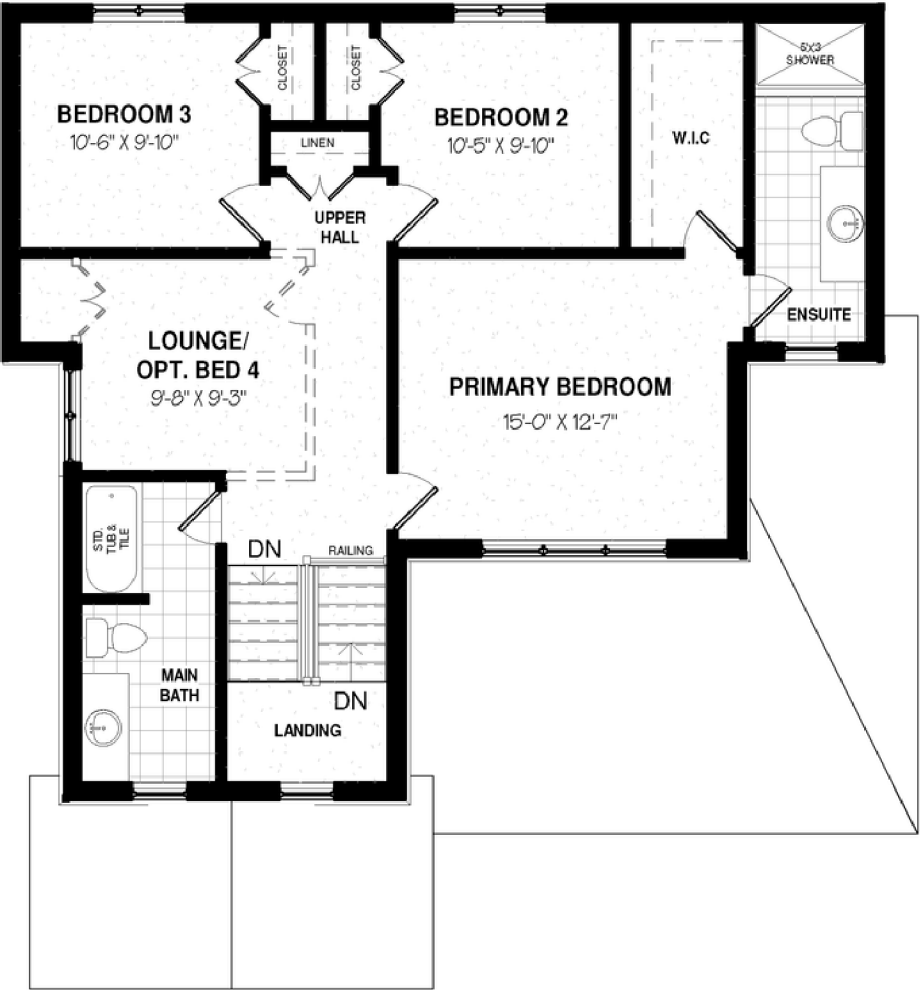 5'X3'
SHOWER
CLOSET
CLOSET
BEDROOM 3
10'-6" X 9'-10"
BEDROOM 2
10'-5" X 9'-10"
W.I.C
LINEN
UPPER
HALL
ENSUITE
LOUNGE/
OPT. BED 4
9'-8" X 9'-3"
PRIMARY BEDROOM
15'-0" X 12'-7"
STD.
TUB &
TILE
DN
RAILING
MAIN
BATH
DN
LANDING